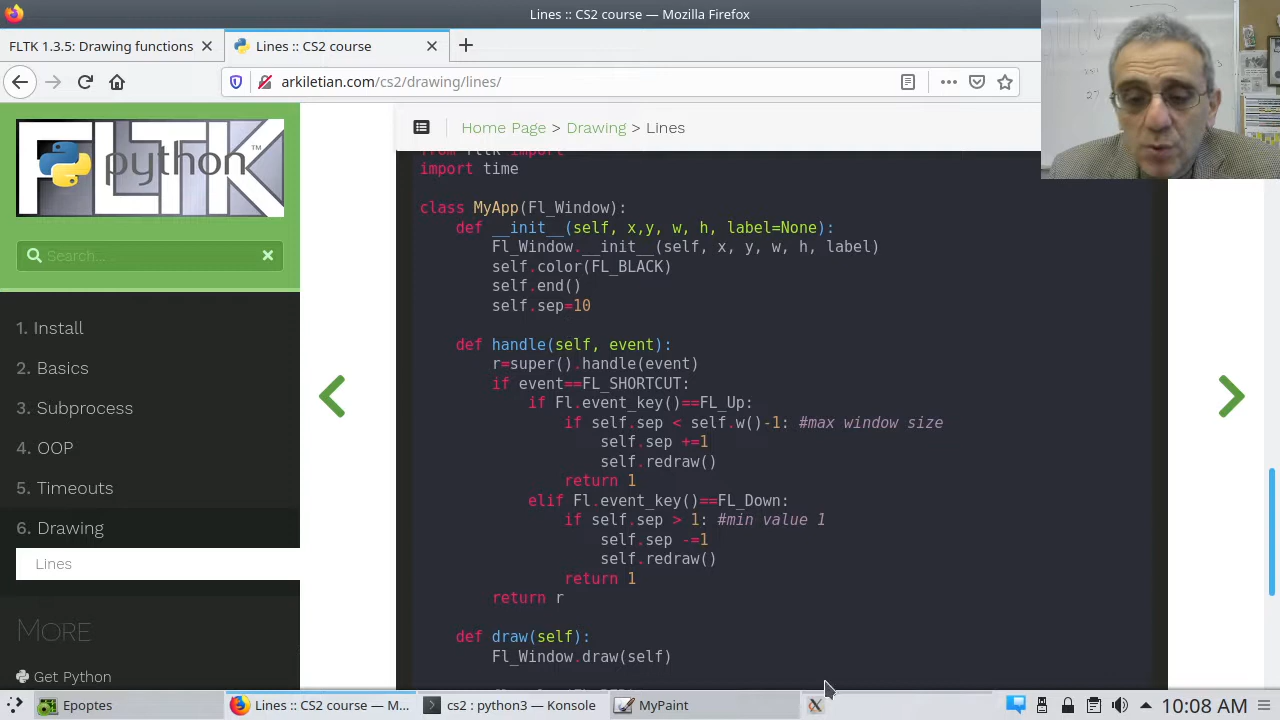 Lines :: CS2 course — Mozilla Firefox
FLTK 1.3.5: Drawing functions
Lines :: CS2 course
arkiletian.com/cs2/drawing/lines/
Home Page > Drawing > Lines
FLTK python™
Search...
1. Install
2. Basics
3. Subprocess
4. OOP
5. Timeouts
6. Drawing
Lines
MORE
Get Python
from fltk import
import time
class MyApp(Fl_Window):
def __init__(self, x,y, w, h, label=None):
Fl_Window.__init__(self, x, y, w, h, label)
self.color(FL_BLACK)
self.end()
self.sep=10
def handle(self, event):
r=super().handle(event)
if event==FL_SHORTCUT:
if Fl.event_key()==FL_Up:
if self.sep < self.w()-1: #max window size
self.sep +=1
self.redraw()
return 1
elif Fl.event_key()==FL_Down:
if self.sep > 1: #min value 1
self.sep -=1
self.redraw()
return 1
return r
def draw(self):
Fl_Window.draw(self)
Epoptes
Lines :: CS2 course — M...
cs2 : python3 — Konsole
MyPaint
10:08 AM